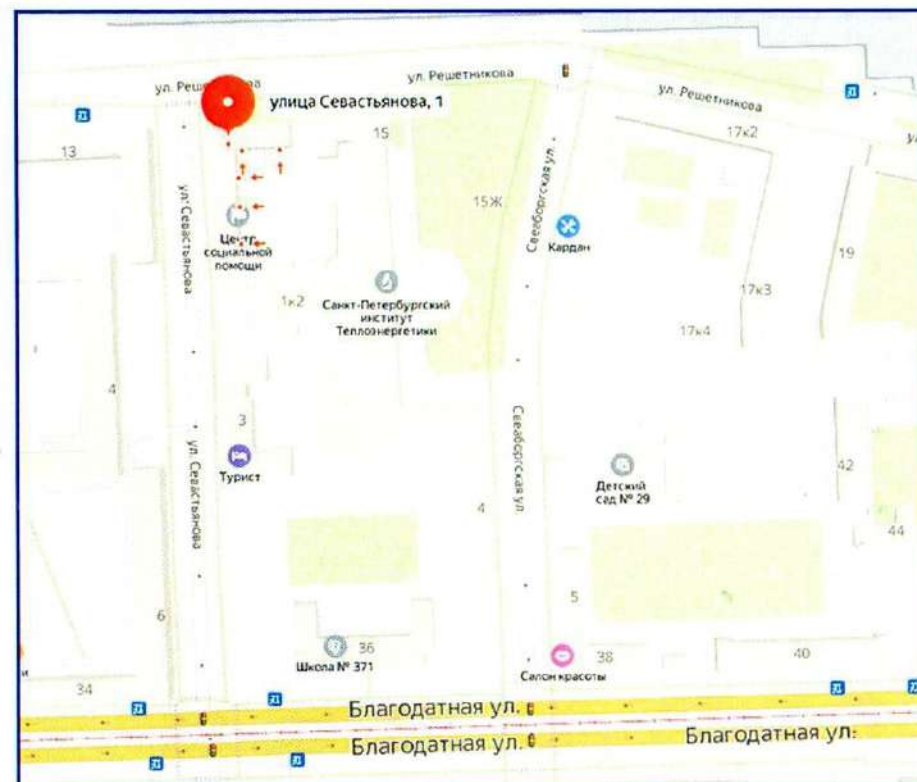 ул. Решетникова
ул. Решетникова
ул. Решетникова
улица Севастьянова, 1
13
15
17к2
ул. Севастьянова
Свеаборгская ул.
15Ж
Кардан
19
Центр
социальной
помощи
1к2
Санкт-Петербургский
институт
Теплоэнергетики
17к3
17к4
4
3
Турист
ул. Севастьянова
Свеаборгская ул.
4
Детский
сад № 29
42
44
6
5
Школа № 371
36
Салон красоты
38
40
и
34
Благодатная ул.
Благодатная ул.
Благодатная ул.